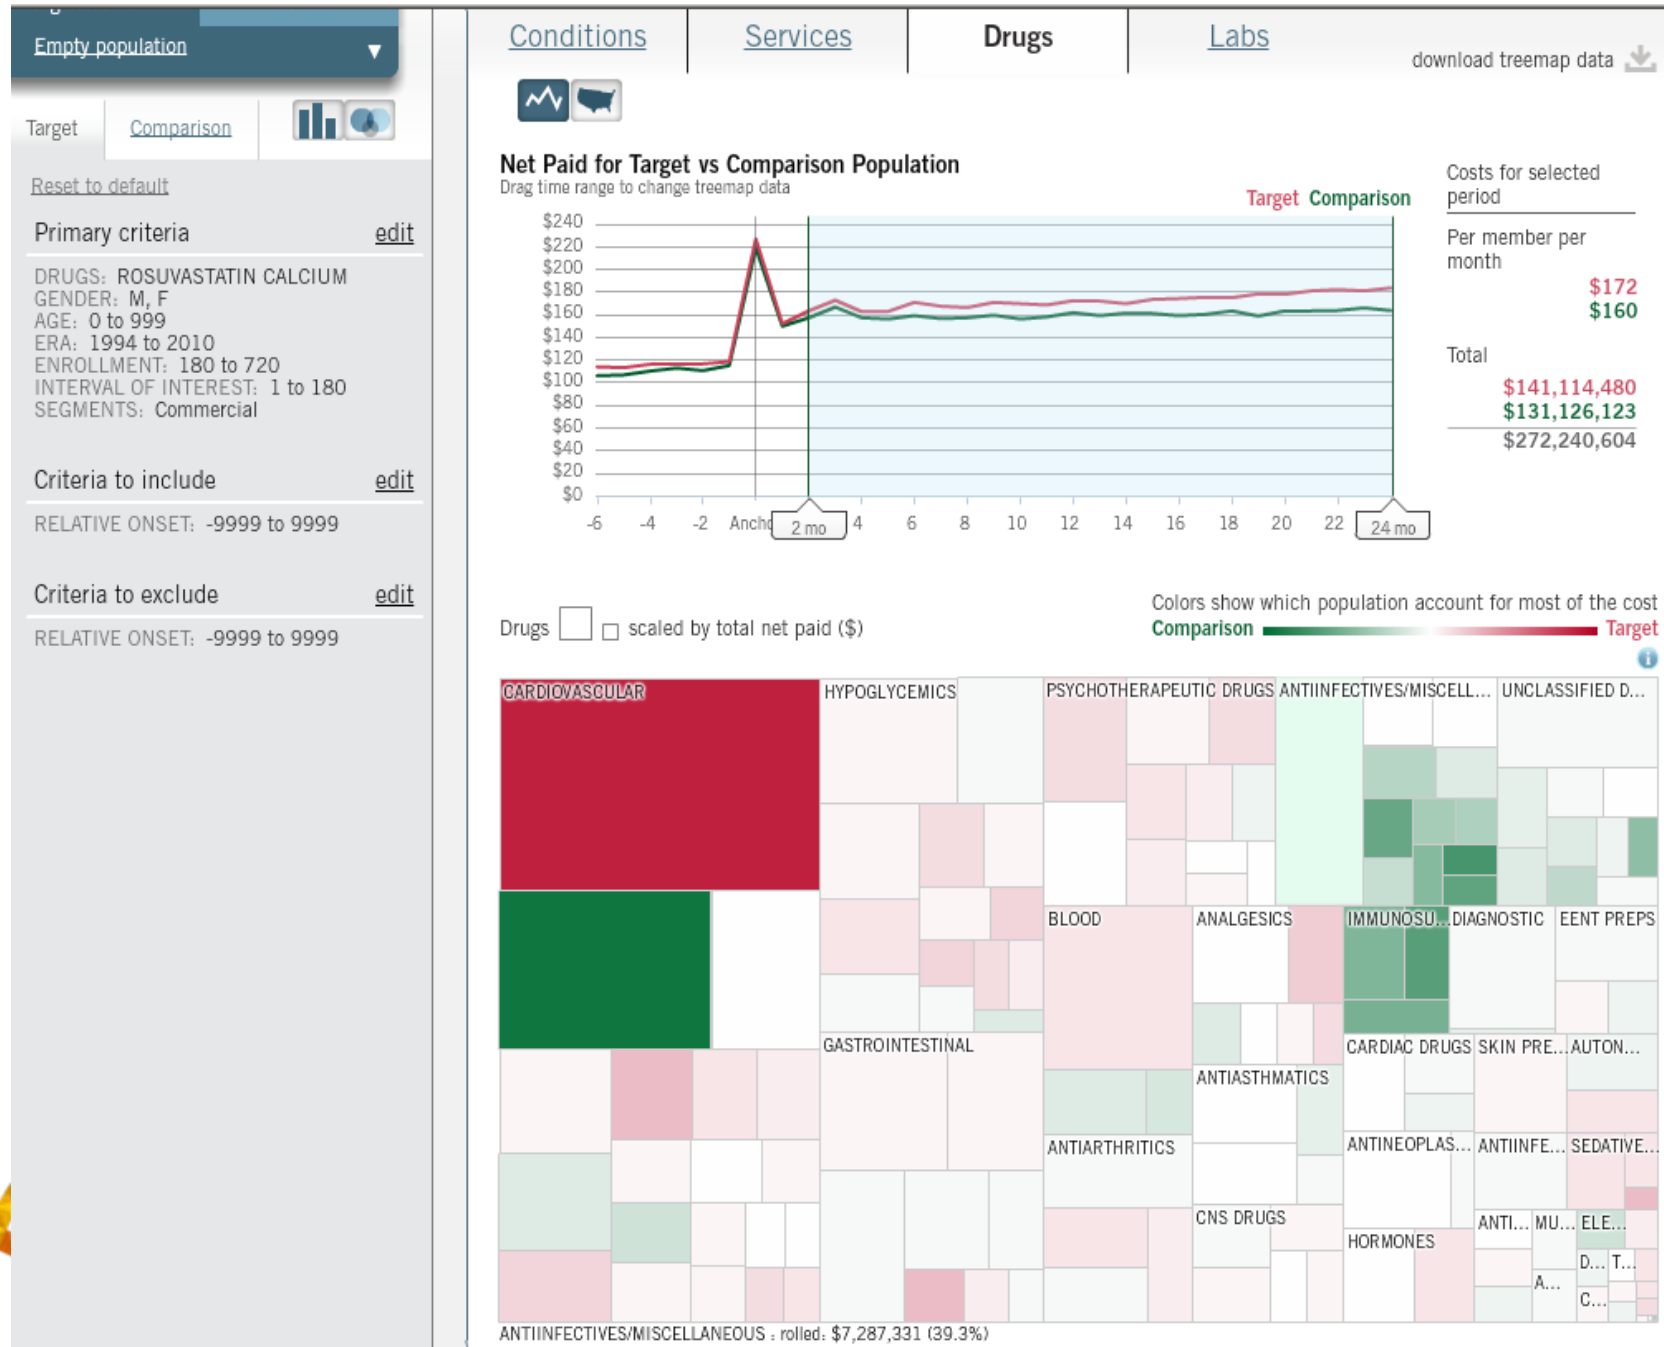 Empty population ▼
Target
Comparison
Reset to default
Primary criteria edit
DRUGS: ROSUVASTATIN CALCIUM
GENDER: M, F
AGE: 0 to 999
ERA: 1994 to 2010
ENROLLMENT: 180 to 720
INTERVAL OF INTEREST: 1 to 180
SEGMENTS: Commercial
Criteria to include edit
RELATIVE ONSET: -9999 to 9999
Criteria to exclude edit
RELATIVE ONSET: -9999 to 9999
Conditions
Services
Drugs
Labs
download treemap data
Net Paid for Target vs Comparison Population
Drag time range to change treemap data
Target Comparison
$240
$220
$200
$180
$160
$140
$120
$100
$80
$60
$40
$20
$0
-6 -4 -2 Ancho 2 mo 4 6 8 10 12 14 16 18 20 22 24 mo
Costs for selected
period
Per member per
month
$172
$160
Total
$141,114,480
$131,126,123
$272,240,604
Drugs scaled by total net paid ($)
Colors show which population account for most of the cost
Comparison Target
i
CARDIOVASCULAR
HYPOGLYCEMICS
PSYCHOTHERAPEUTIC DRUGS
ANTIINFECTIVES/MISCELL...
UNCLASSIFIED D...
BLOOD
ANALGESICS
IMMUNOSU...
DIAGNOSTIC
EENT PREPS
GASTROINTESTINAL
CARDIAC DRUGS
SKIN PRE...
AUTON...
ANTIASTHMATICS
ANTIARTHRITICS
ANTINEOPLAS...
ANTIINFE...
SEDATIVE...
CNS DRUGS
ANTI...
MU...
ELE...
HORMONES
D...
T...
A...
C...
ANTIINFECTIVES/MISCELLANEOUS : rolled: $7,287,331 (39.3%)